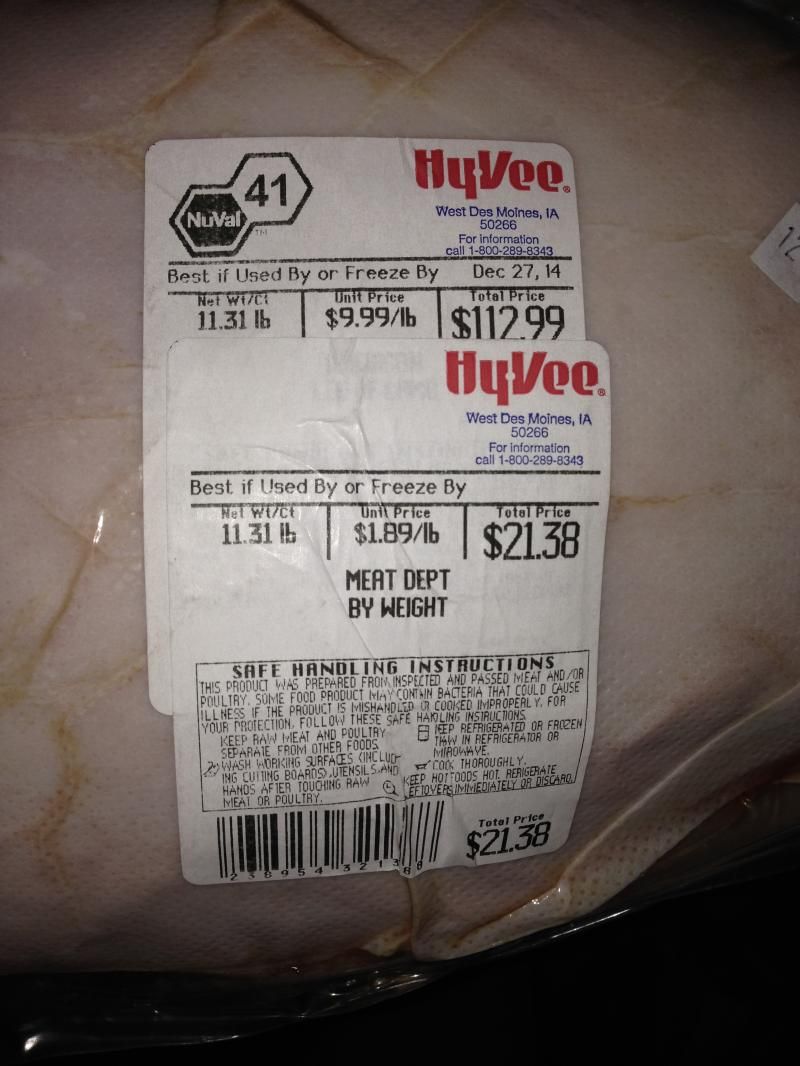 41
NuVal
TM
HyVee®
West Des Moines, IA
50266
For information
call 1-800-289-8343
Best if Used By or Freeze By Dec 27, 14
Net Wt/Ct Unit Price Total Price
11.31 lb $9.99/lb $112.99
12
HyVee®
West Des Moines, IA
50266
For information
call 1-800-289-8343
Best if Used By or Freeze By
Net Wt/Ct Unit Price Total Price
11.31 lb $1.89/lb $21.38
MEAT DEPT
BY WEIGHT
SAFE HANDLING INSTRUCTIONS
THIS PRODUCT WAS PREPARED FROM INSPECTED AND PASSED MEAT AND/OR
POULTRY. SOME FOOD PRODUCT MAY CONTAIN BACTERIA THAT COULD CAUSE
ILLNESS IF THE PRODUCT IS MISHANDLED OR COOKED IMPROPERLY. FOR
YOUR PROTECTION, FOLLOW THESE SAFE HANDLING INSTRUCTIONS.
KEEP RAW MEAT AND POULTRY
SEPARATE FROM OTHER FOODS.
WASH WORKING SURFACES (INCLUD-
ING CUTTING BOARDS), UTENSILS, AND
HANDS AFTER TOUCHING RAW
MEAT OR POULTRY.
KEEP REFRIGERATED OR FROZEN
THAW IN REFRIGERATOR OR
MIROWAVE.
COOK THOROUGHLY.
KEEP HOT FOODS HOT. RERIGERATE
LEFTOVERS IMMEDIATELY OR DISCARD.
Total Price
$21.38